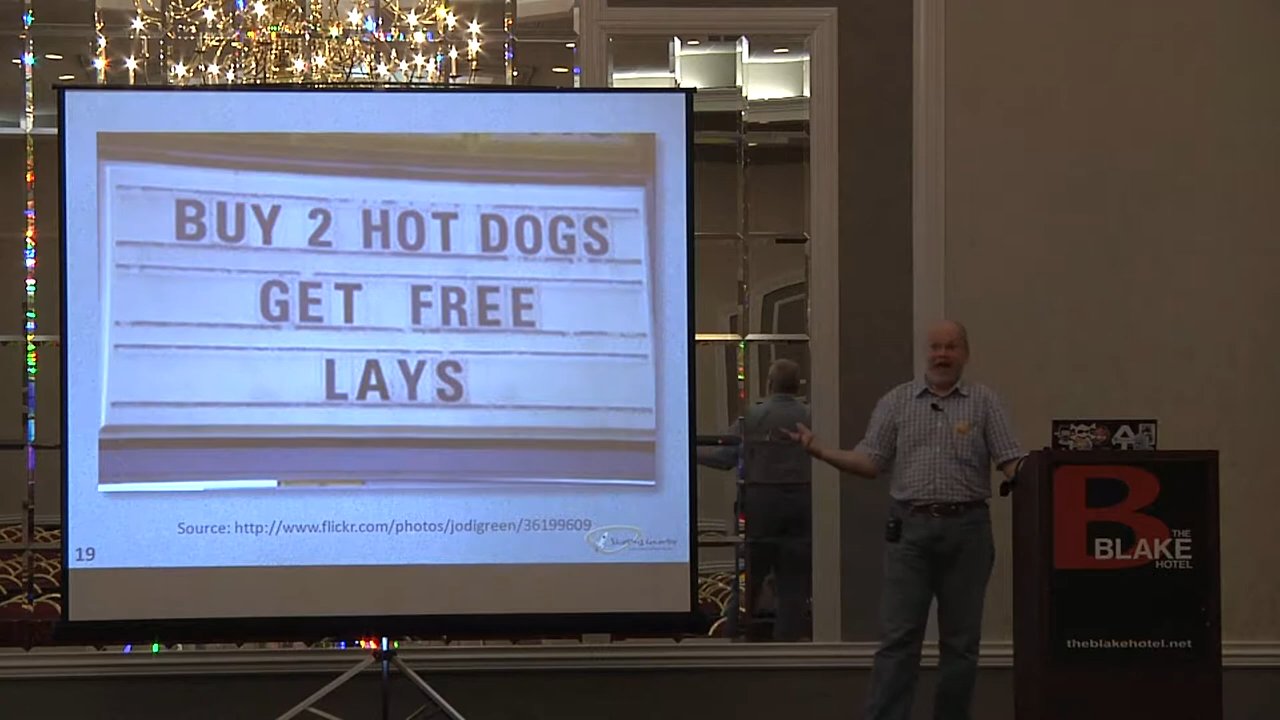 BUY 2 HOT DOGS
GET FREE
LAYS
Source: http://www.flickr.com/photos/jodigreen/36199609
19
B
THE
BLAKE
HOTEL
theblakehotel.net